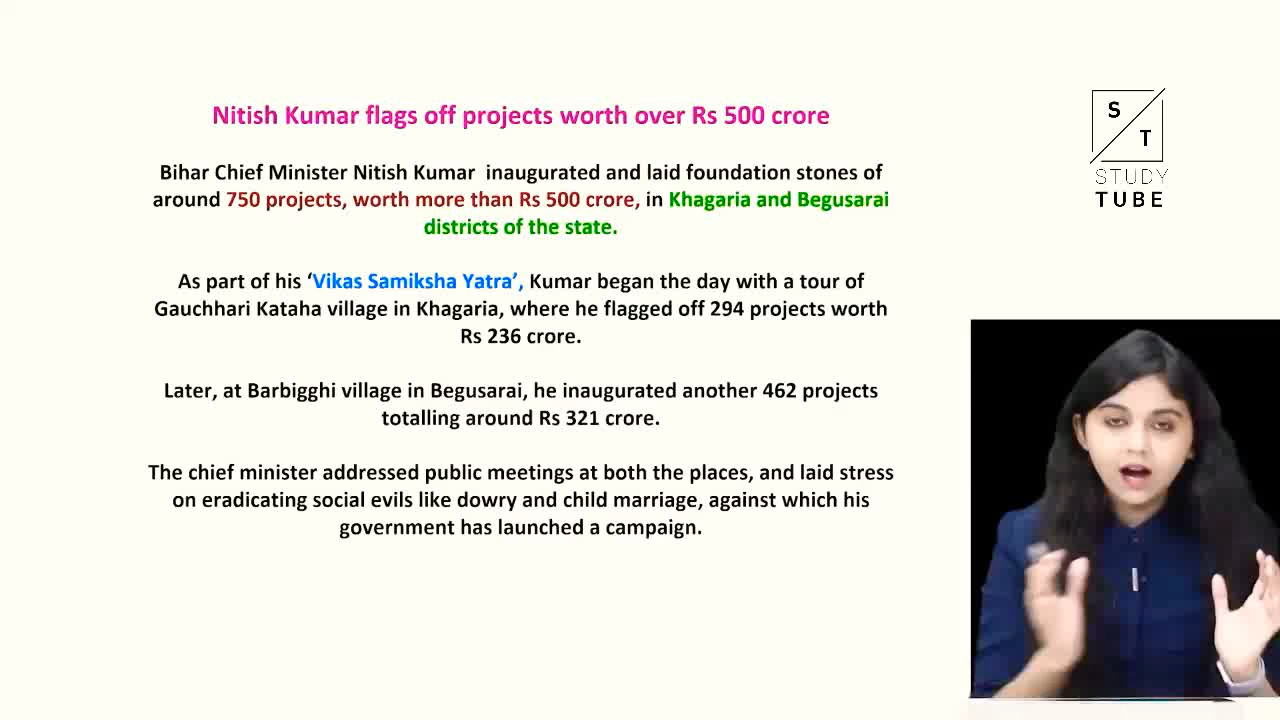 Nitish Kumar flags off projects worth over Rs 500 crore
Bihar Chief Minister Nitish Kumar  inaugurated and laid foundation stones of
around 750 projects, worth more than Rs 500 crore, in Khagaria and Begusarai
districts of the state.
As part of his ‘Vikas Samiksha Yatra’, Kumar began the day with a tour of
Gauchhari Kataha village in Khagaria, where he flagged off 294 projects worth
Rs 236 crore.
Later, at Barbigghi village in Begusarai, he inaugurated another 462 projects
totalling around Rs 321 crore.
The chief minister addressed public meetings at both the places, and laid stress
on eradicating social evils like dowry and child marriage, against which his
government has launched a campaign.
S
T
STUDY
TUBE